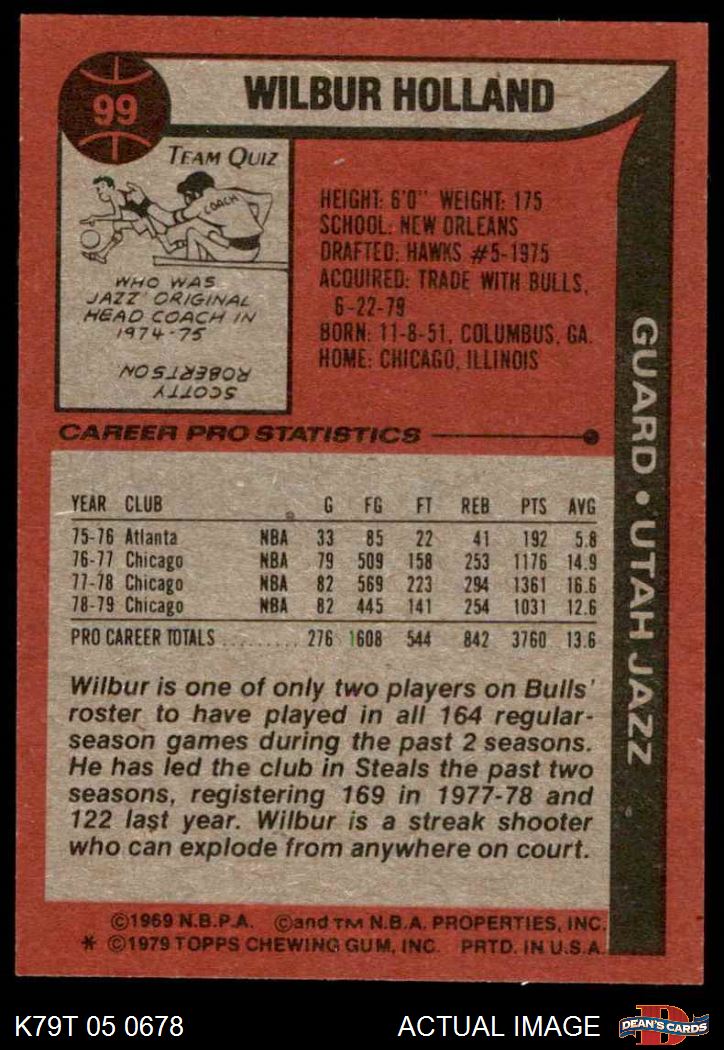 99
WILBUR HOLLAND
TEAM QUIZ
COACH
WHO WAS
JAZZ' ORIGINAL
HEAD COACH IN
1974-75
SCOTTY
ROBERTSON
HEIGHT: 6'0" WEIGHT: 175
SCHOOL: NEW ORLEANS
DRAFTED: HAWKS #5-1975
ACQUIRED: TRADE WITH BULLS,
6-22-79
BORN: 11-8-51, COLUMBUS, GA.
HOME: CHICAGO, ILLINOIS
GUARD • UTAH JAZZ
CAREER PRO STATISTICS
YEAR CLUB G FG FT REB PTS AVG
75-76 Atlanta NBA 33 85 22 41 192 5.8
76-77 Chicago NBA 79 509 158 253 1176 14.9
77-78 Chicago NBA 82 569 223 294 1361 16.6
78-79 Chicago NBA 82 445 141 254 1031 12.6
PRO CAREER TOTALS ......... 276 1608 544 842 3760 13.6
Wilbur is one of only two players on Bulls'
roster to have played in all 164 regular-
season games during the past 2 seasons.
He has led the club in Steals the past two
seasons, registering 169 in 1977-78 and
122 last year. Wilbur is a streak shooter
who can explode from anywhere on court.
©1969 N.B.P.A. ©and TM N.B.A. PROPERTIES, INC.
* ©1979 TOPPS CHEWING GUM, INC. PRTD. IN U.S.A.
K79T 05 0678
ACTUAL IMAGE
D
DEAN'S CARDS